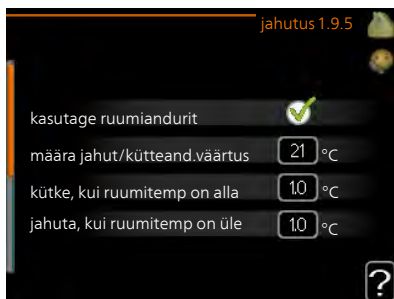 jahutus 1.9.5
kasutage ruumiandurit
määra jahut/kütteand.väärtus 21 °C
kütke, kui ruumitemp on alla 1.0 °C
jahuta, kui ruumitemp on üle 1.0 °C
?